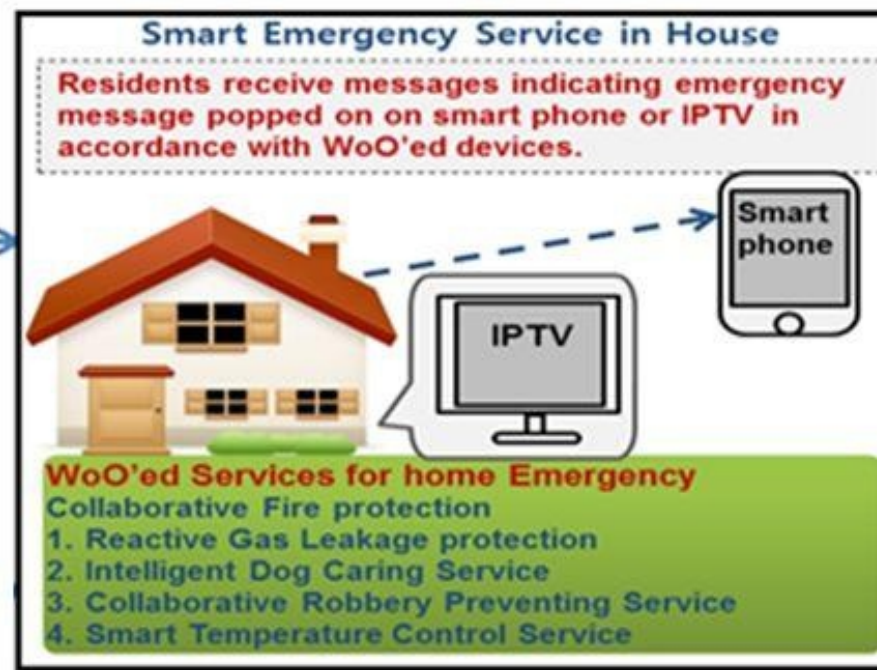 Smart Emergency Service in House
Residents receive messages indicating emergency
message popped on on smart phone or IPTV in
accordance with WoO'ed devices.
Smart
phone
IPTV
WoO'ed Services for home Emergency
Collaborative Fire protection
1. Reactive Gas Leakage protection
2. Intelligent Dog Caring Service
3. Collaborative Robbery Preventing Service
4. Smart Temperature Control Service